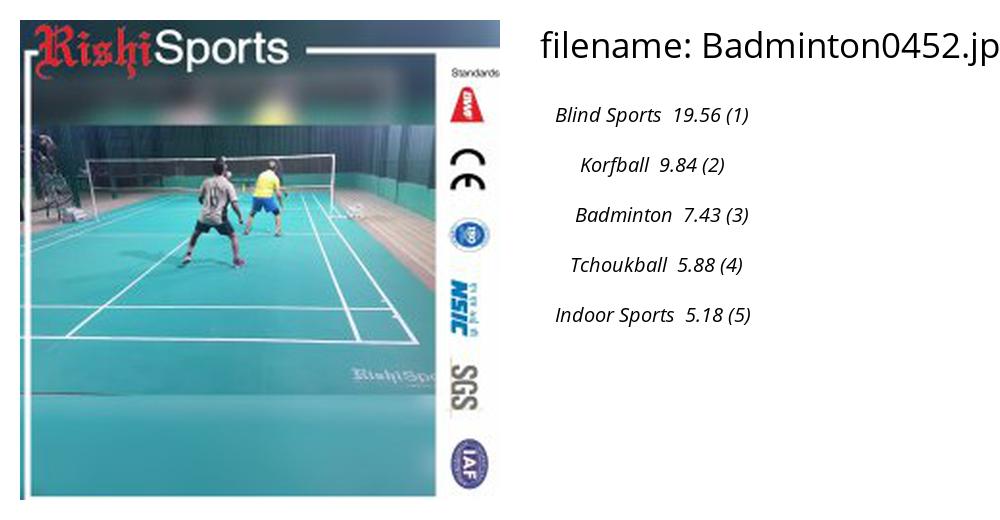 RishiSports
Standards
BWF
CE
ISO
NSIC
SGS
IAF
RishiSpo
filename: Badminton0452.jp
Blind Sports 19.56 (1)
Korfball 9.84 (2)
Badminton 7.43 (3)
Tchoukball 5.88 (4)
Indoor Sports 5.18 (5)